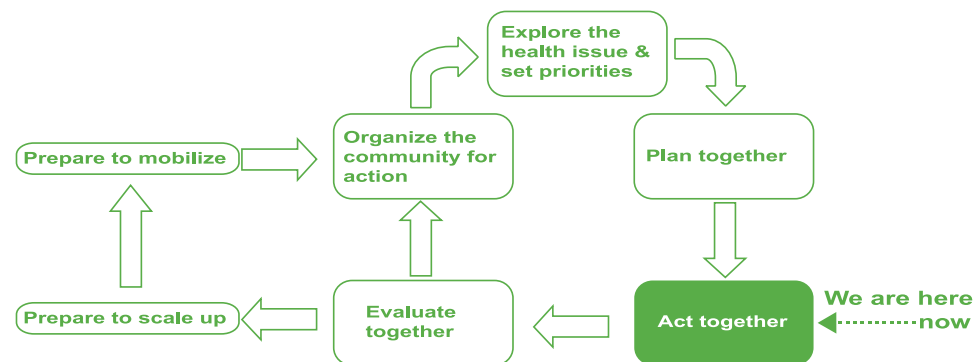 Explore the
health issue &
set priorities
Organize the
community for
action
Prepare to mobilize
Plan together
We are here
now
Act together
Evaluate
together
Prepare to scale up